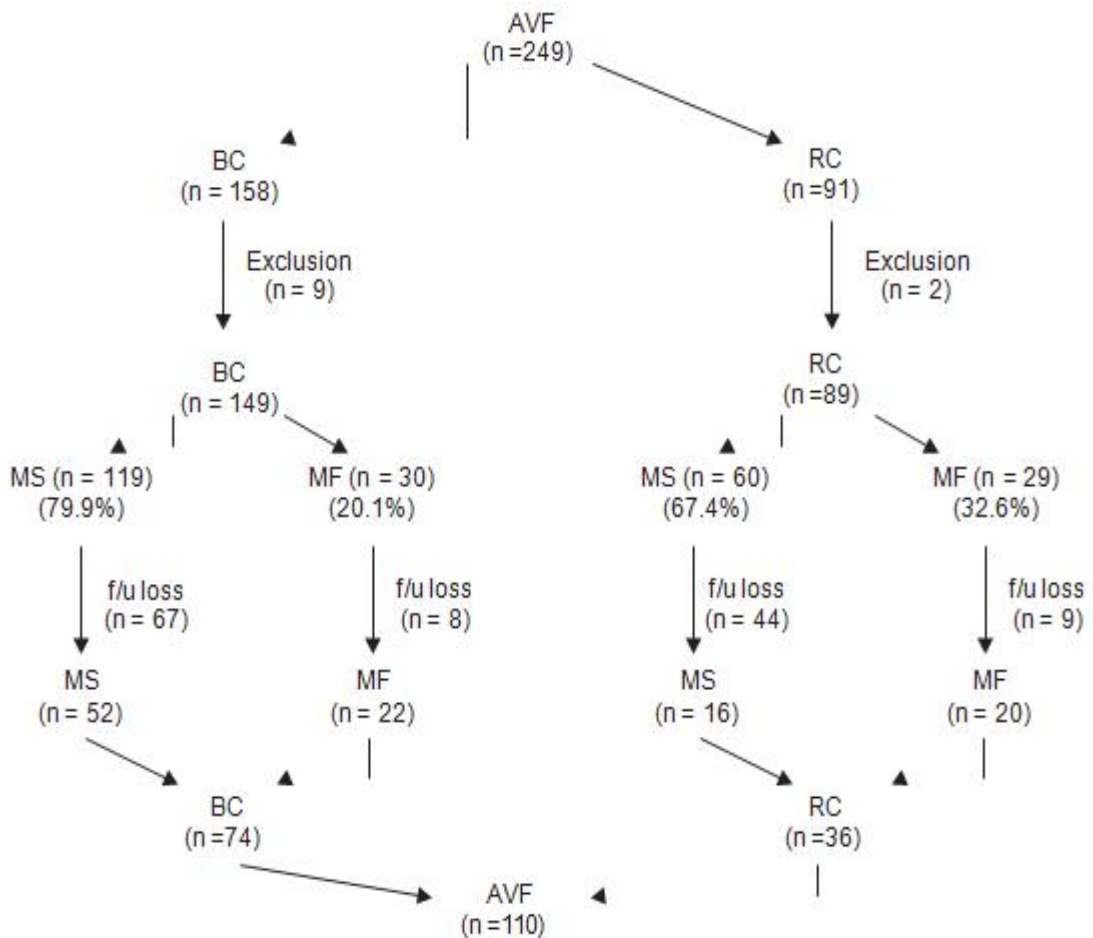 AVF
(n =249)
BC
(n = 158)
RC
(n=91)
Exclusion
(n = 9)
Exclusion
(n = 2)
BC
(n = 149)
RC
(n=89)
MS (n = 119)
(79.9%)
MF (n = 30)
(20.1%)
MS (n = 60)
(67.4%)
MF (n = 29)
(32.6%)
f/u loss
(n = 67)
f/u loss
(n = 8)
f/u loss
(n = 44)
f/u loss
(n = 9)
MS
(n = 52)
MF
(n = 22)
MS
(n = 16)
MF
(n = 20)
BC
(n =74)
RC
(n=36)
AVF
(n=110)